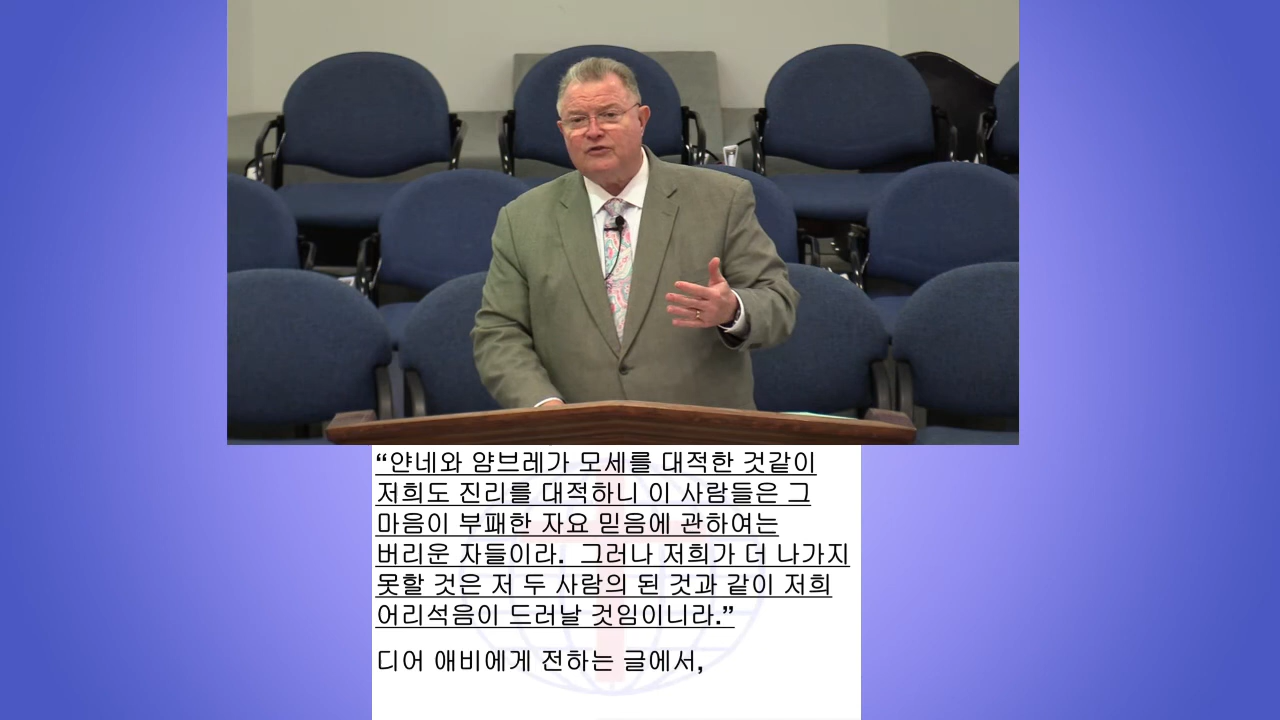 “얀네와 얌브레가 모세를 대적한 것같이
저희도 진리를 대적하니 이 사람들은 그
마음이 부패한 자요 믿음에 관하여는
버리운 자들이라.  그러나 저희가 더 나가지
못할 것은 저 두 사람의 된 것과 같이 저희
어리석음이 드러날 것임이니라.”
디어 애비에게 전하는 글에서,